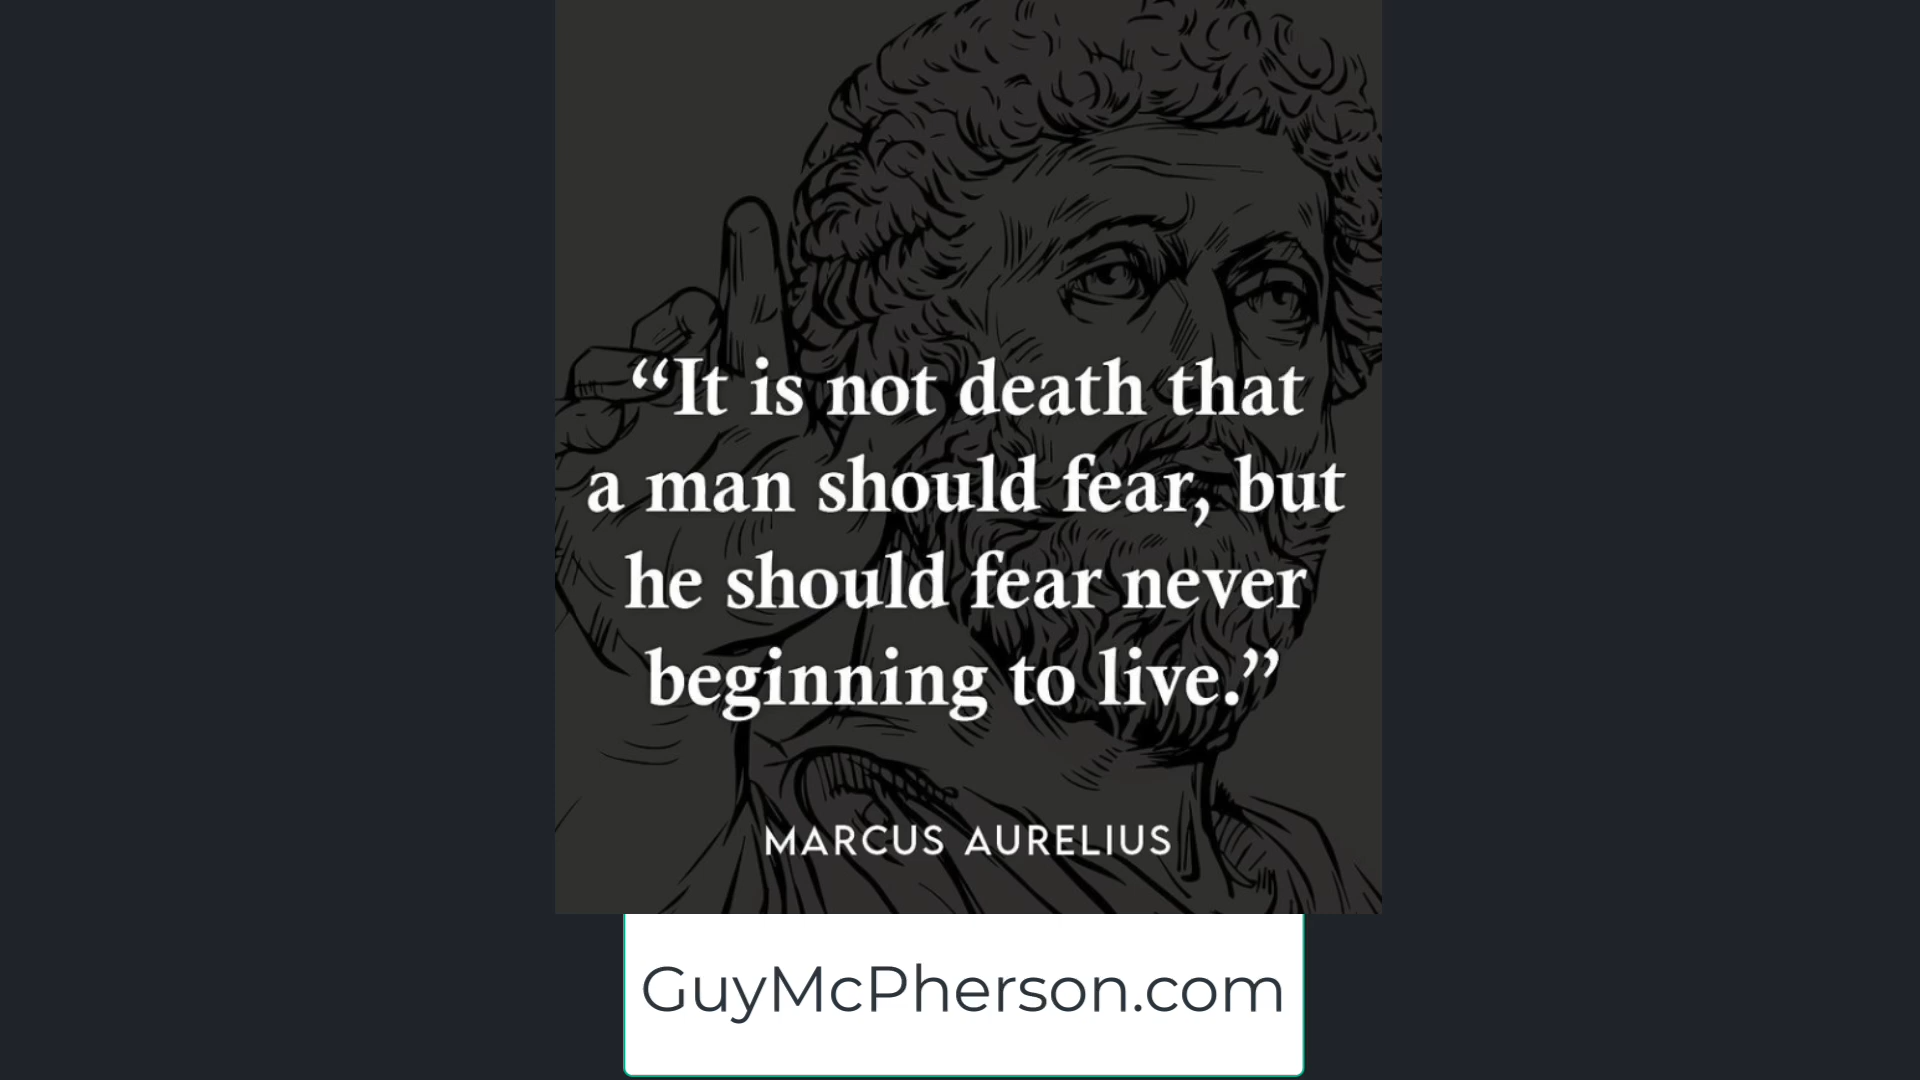 “It is not death that
a man should fear, but
he should fear never
beginning to live.”
MARCUS AURELIUS
GuyMcPherson.com